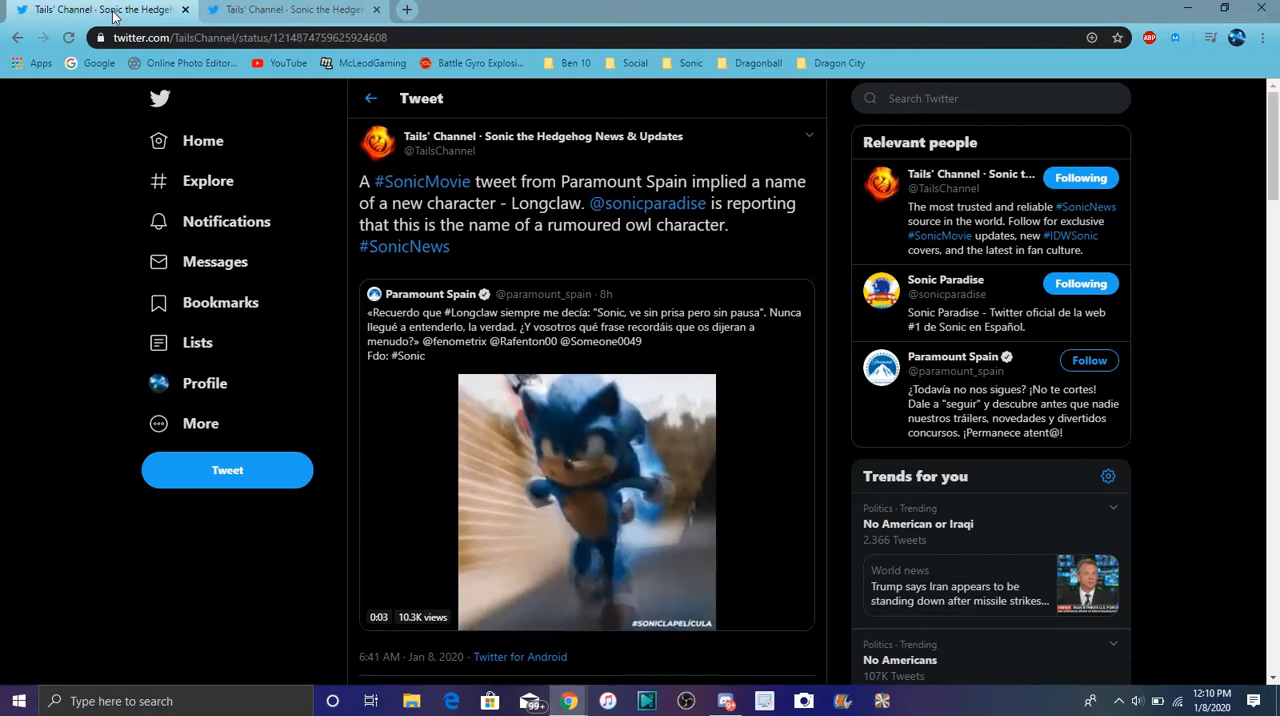 Tails' Channel · Sonic the Hedgeh
Tails' Channel · Sonic the Hedgeh
twitter.com/TailsChannel/status/1214874759625924608
ABP
Apps
Google
Online Photo Editor...
YouTube
McLeodGaming
Battle Gyro Explosi...
Ben 10
Social
Sonic
Dragonball
Dragon City
Home
Explore
Notifications
Messages
Bookmarks
Lists
Profile
More
Tweet
Tweet
Tails' Channel · Sonic the Hedgehog News & Updates
@TailsChannel
A #SonicMovie tweet from Paramount Spain implied a name
of a new character - Longclaw. @sonicparadise is reporting
that this is the name of a rumoured owl character.
#SonicNews
Paramount Spain @paramount_spain · 8h
«Recuerdo que #Longclaw siempre me decía: "Sonic, ve sin prisa pero sin pausa". Nunca
llegué a entenderlo, la verdad. ¿Y vosotros qué frase recordáis que os dijeran a
menudo?» @fenometrix @Rafenton00 @Someone0049
Fdo: #Sonic
0:03
10.3K views
#SONICLAPELÍCULA
6:41 AM · Jan 8, 2020 · Twitter for Android
Search Twitter
Relevant people
Tails' Channel · Sonic t...
@TailsChannel
Following
The most trusted and reliable #SonicNews
source in the world. Follow for exclusive
#SonicMovie updates, new #IDWSonic
covers, and the latest in fan culture.
Sonic Paradise
@sonicparadise
Following
Sonic Paradise - Twitter oficial de la web
#1 de Sonic en Español.
Paramount Spain
@paramount_spain
Follow
¿Todavía no nos sigues? ¡No te cortes!
Dale a "seguir" y descubre antes que nadie
nuestros tráilers, novedades y divertidos
concursos. ¡Permanece atent@!
Trends for you
Politics · Trending
No American or Iraqi
2,366 Tweets
World news
Trump says Iran appears to be
standing down after missile strikes...
Politics · Trending
No Americans
107K Tweets
Type here to search
99+
12:10 PM
1/8/2020